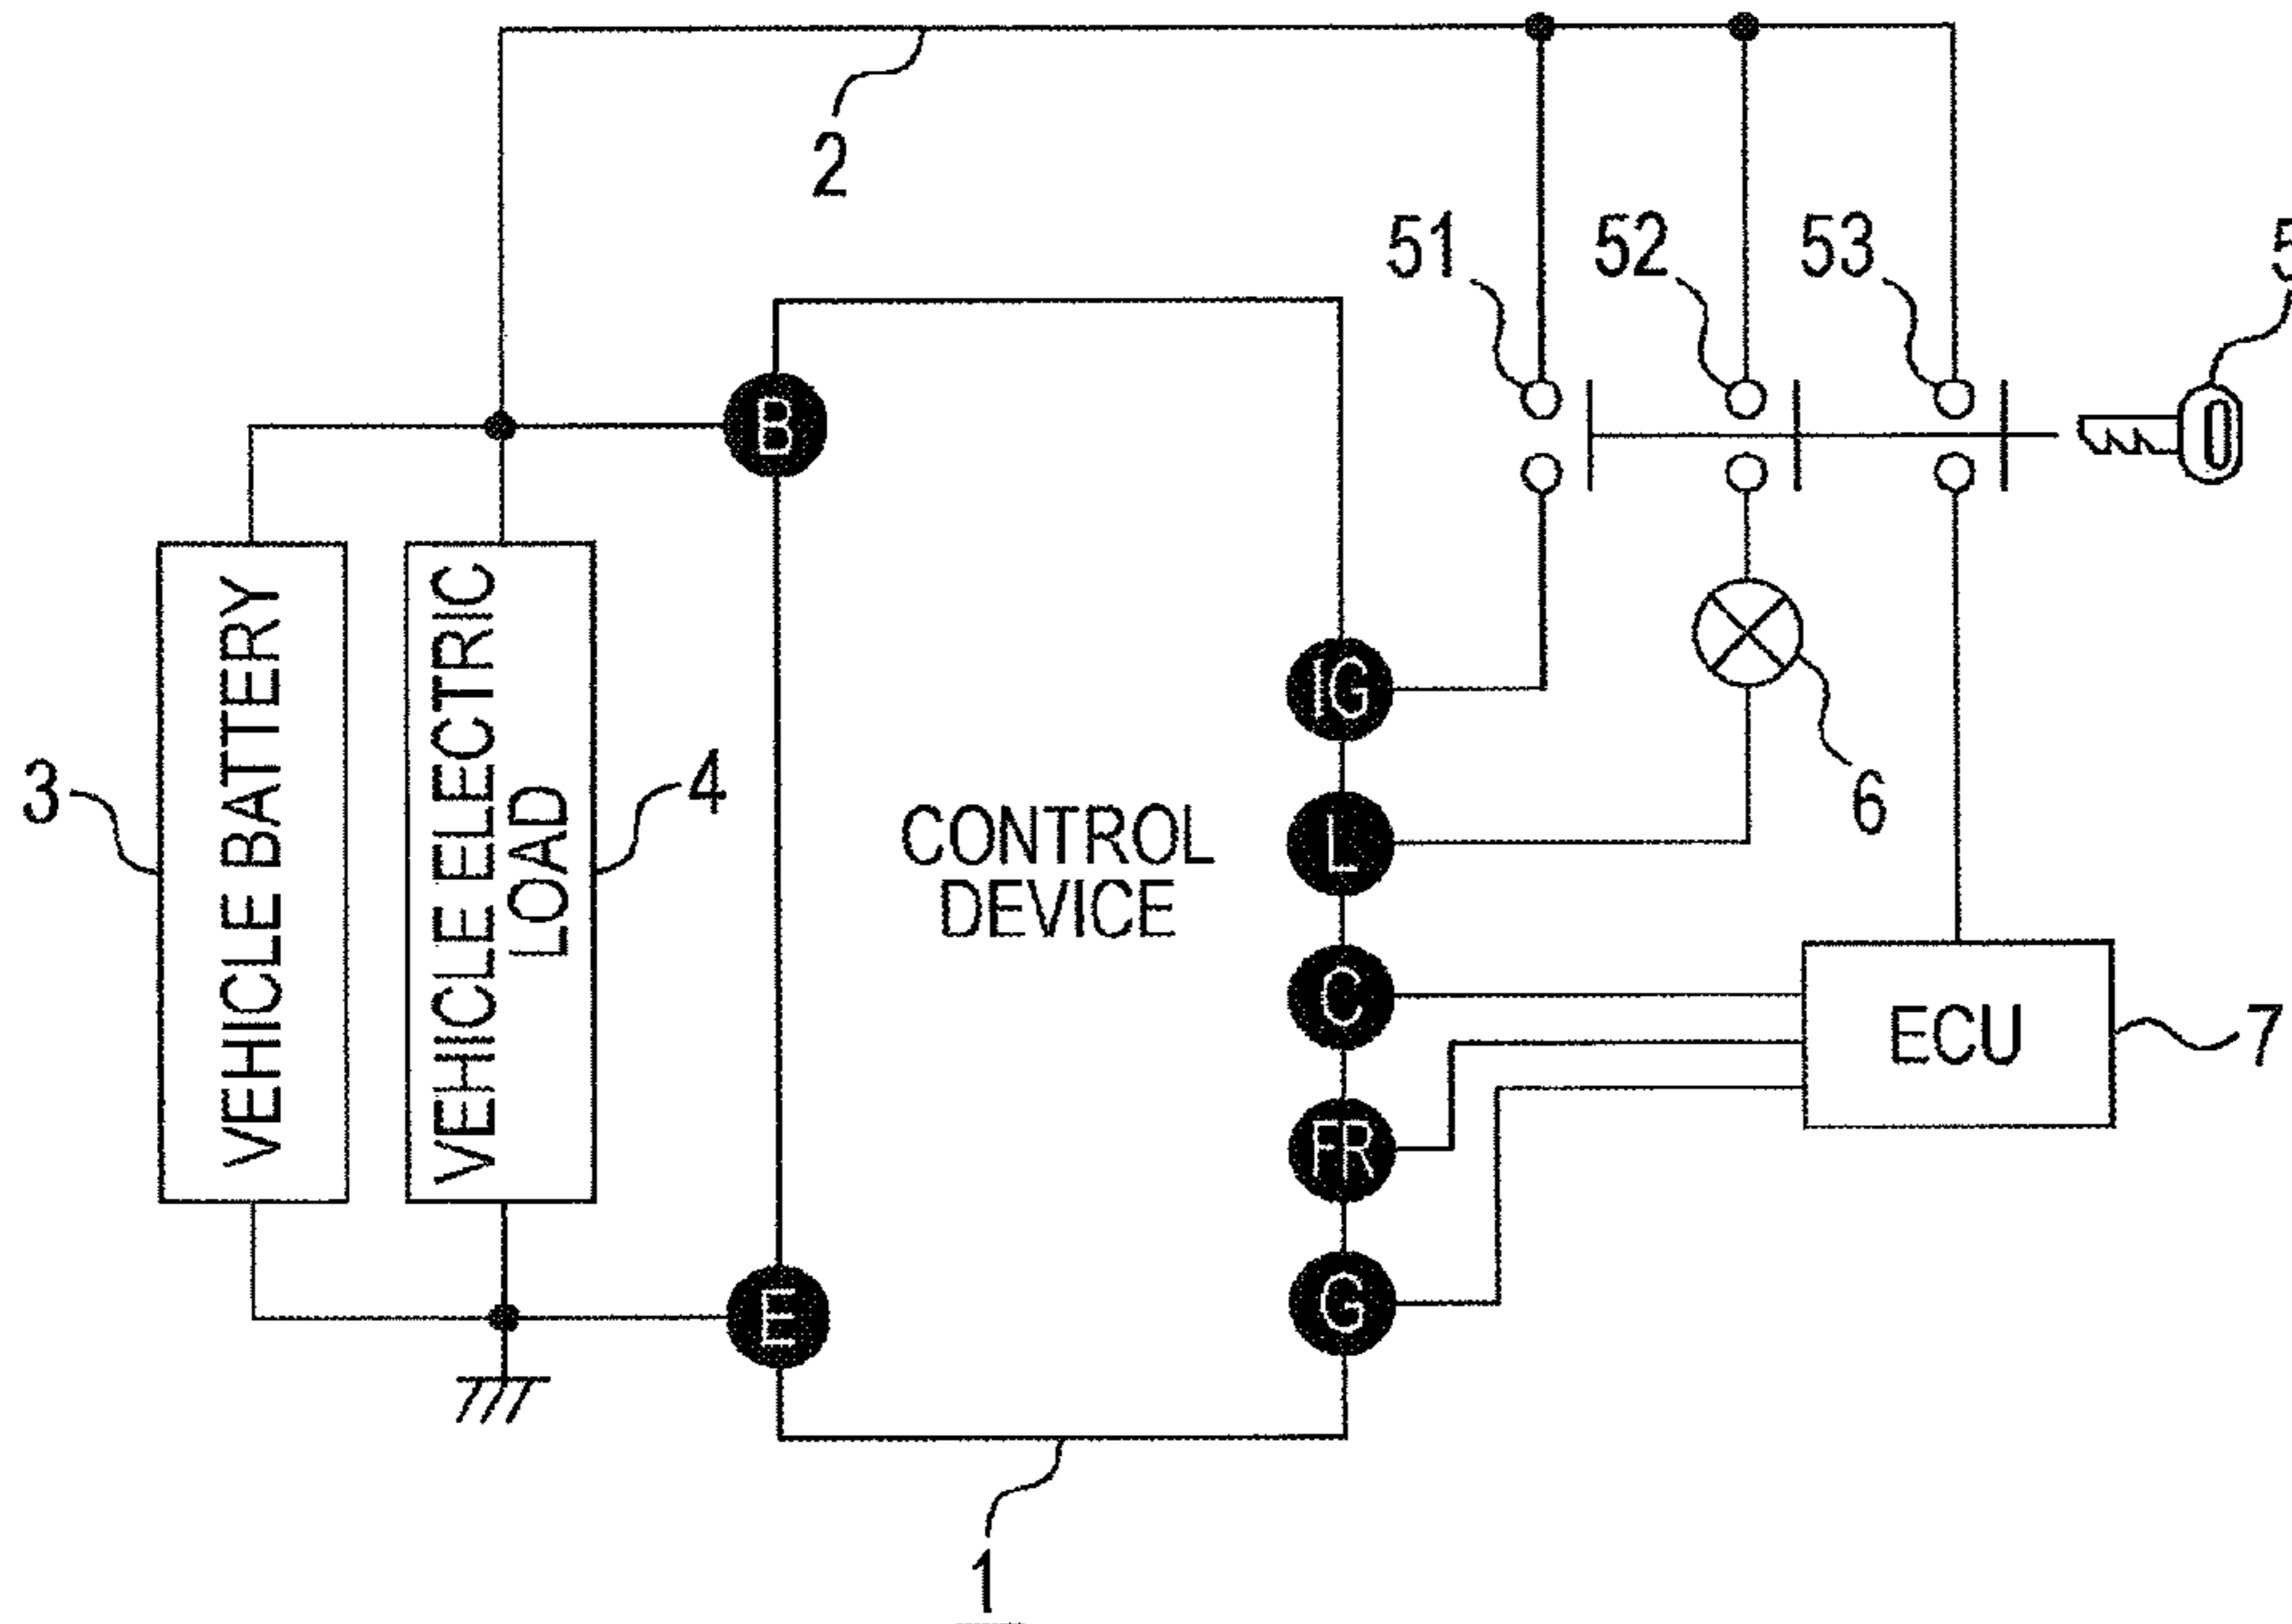 2
51
52
53
5
B
VEHICLE BATTERY
VEHICLE ELECTRIC
LOAD
3
4
CONTROL
DEVICE
IG
L
C
FR
G
E
6
ECU
7
1